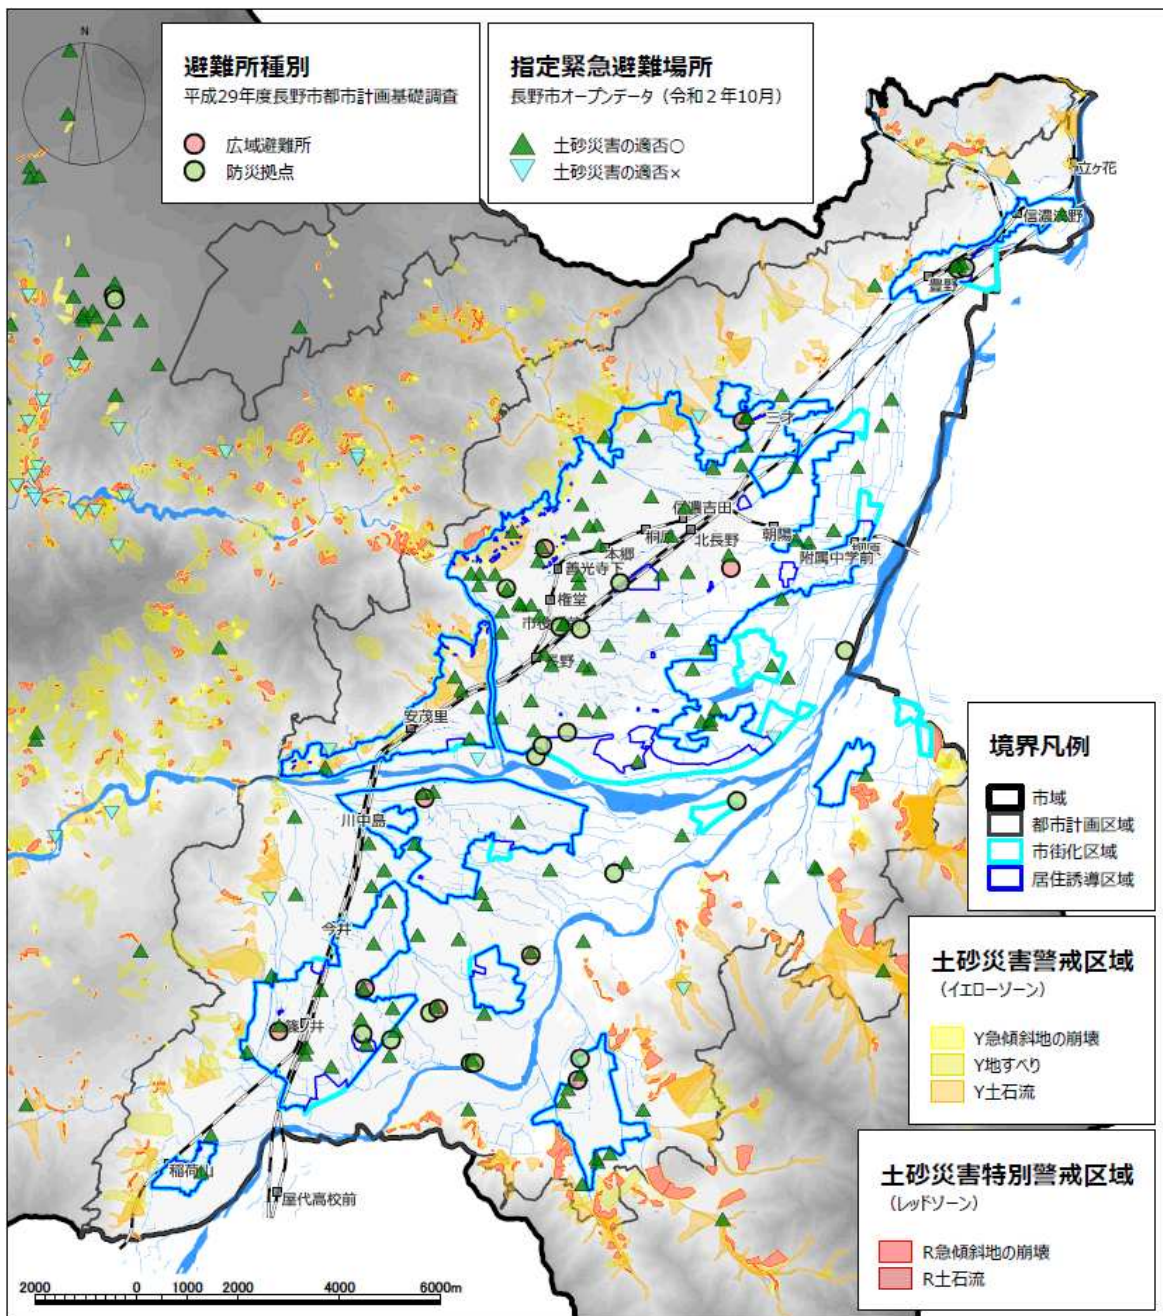 N
避難所種別
平成29年度長野市都市計画基礎調査
広域避難所
防災拠点
指定緊急避難場所
長野市オープンデータ（令和2年10月）
土砂災害の適否○
土砂災害の適否×
立ヶ花
信濃浅野
豊野
三才
信濃吉田
桐原
北長野
朝陽
柳原
附属中学前
本郷
善光寺下
権堂
長野
安茂里
川中島
今井
篠ノ井
稲荷山
屋代高校前
境界凡例
市域
都市計画区域
市街化区域
居住誘導区域
土砂災害警戒区域
（イエローゾーン）
Y急傾斜地の崩壊
Y地すべり
Y土石流
土砂災害特別警戒区域
（レッドゾーン）
R急傾斜地の崩壊
R土石流
2000 0 2000 4000 6000m